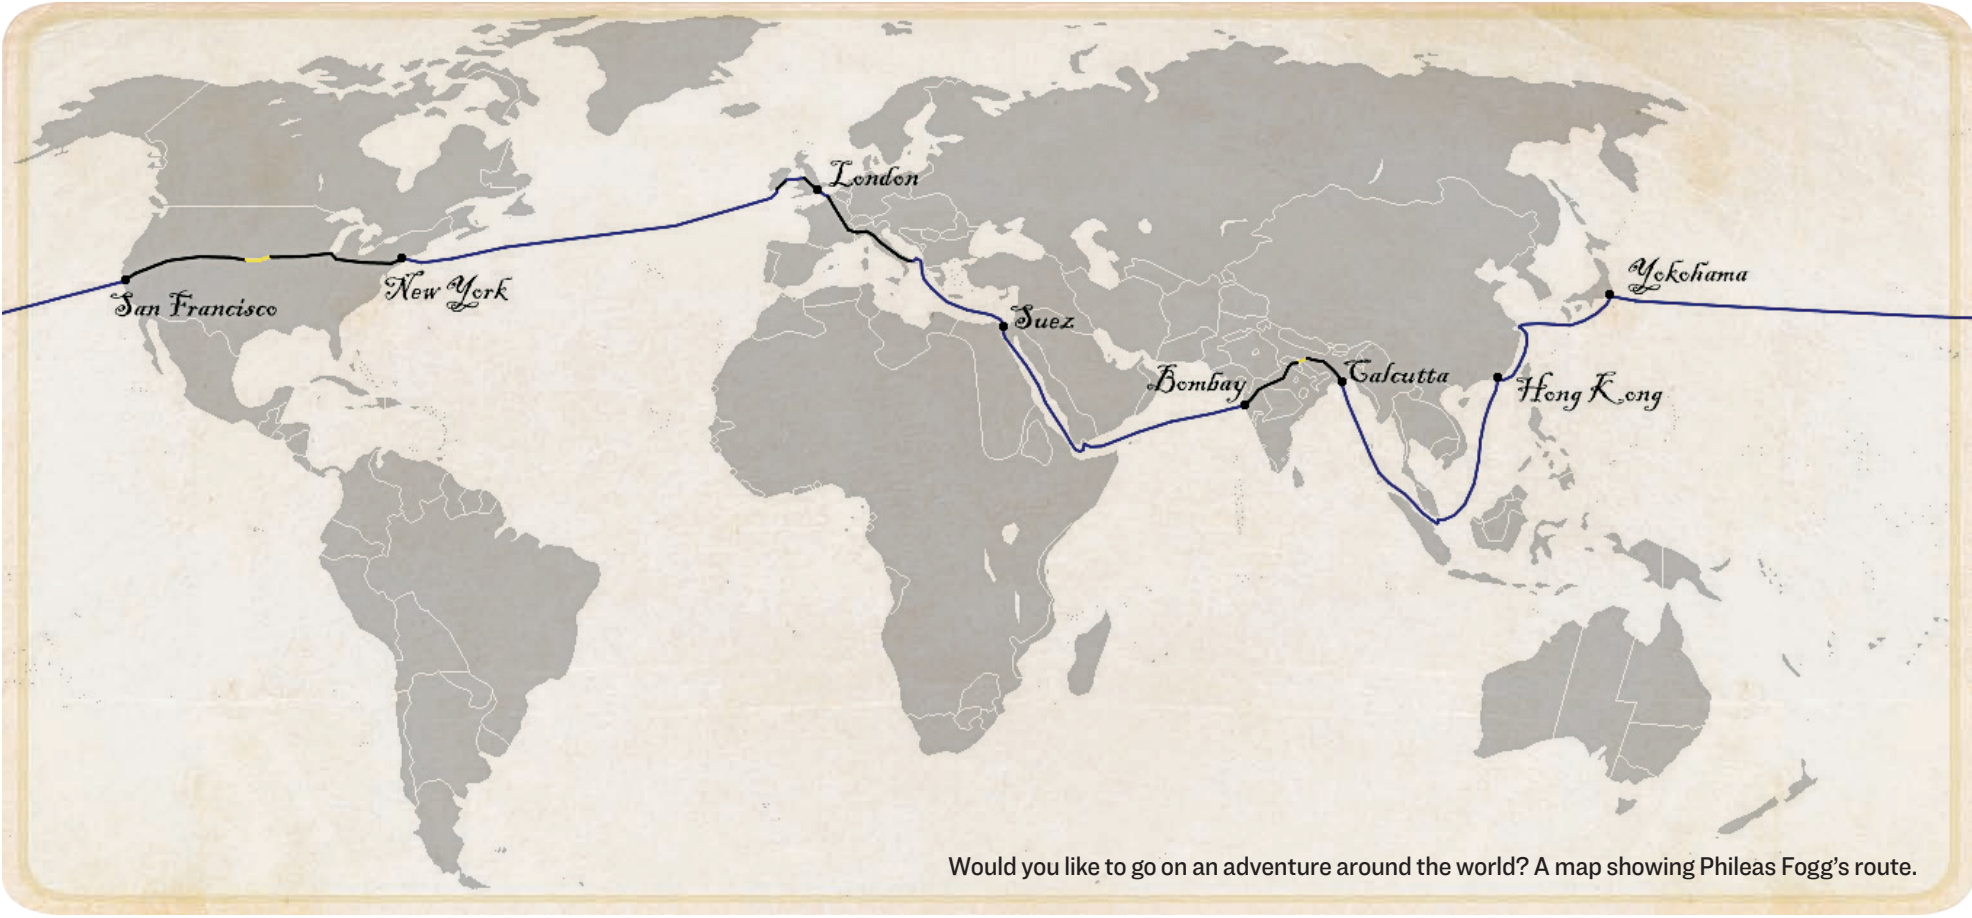 London
Yokohama
New York
San Francisco
Suez
Bombay
Calcutta
Hong Kong
Would you like to go on an adventure around the world? A map showing Phileas Fogg's route.